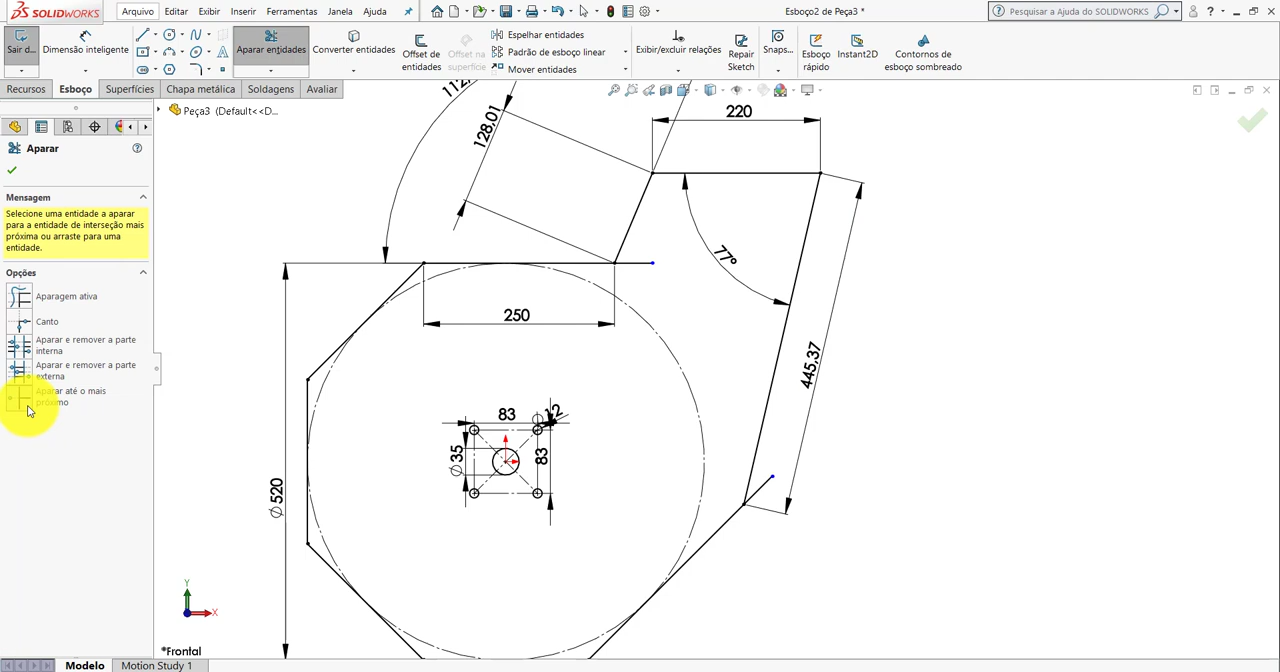 SOLIDWORKS
Arquivo Editar Exibir Inserir Ferramentas Janela Ajuda
Esboço2 de Peça3 *
Pesquisar a Ajuda do SOLIDWORKS
Sair d...
Dimensão inteligente
Aparar entidades
Converter entidades
Offset de entidades
Offset na superfície
Espelhar entidades
Padrão de esboço linear
Mover entidades
Exibir/excluir relações
Repair Sketch
Snaps...
Esboço rápido
Instant2D
Contornos de esboço sombreado
Recursos Esboço Superfícies Chapa metálica Soldagens Avaliar
Peça3 (Default<<D...
Aparar
Mensagem
Selecione uma entidade a aparar
para a entidade de interseção mais
próxima ou arraste para uma
entidade.
Opções
Aparagem ativa
Canto
Aparar e remover a parte
interna
Aparar e remover a parte
externa
Aparar até o mais
próximo
112,
128,01
220
77°
250
445,37
83
12
∅35
83
∅520
Y
X
*Frontal
Modelo Motion Study 1